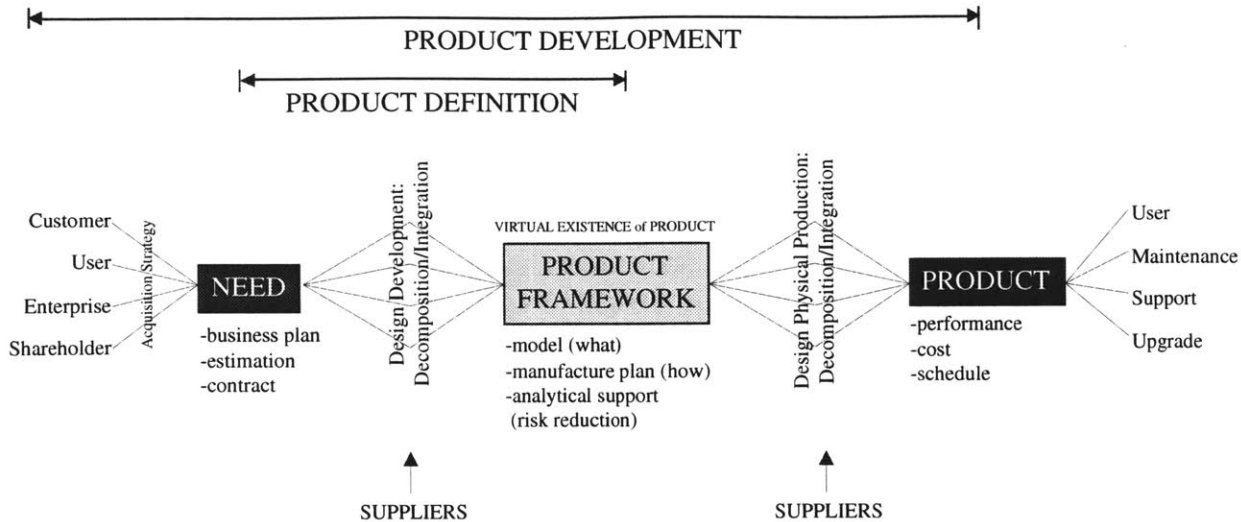 PRODUCT DEVELOPMENT
PRODUCT DEFINITION
Customer
User
Enterprise
Shareholder
Acquisition Strategy
NEED
-business plan
-estimation
-contract
Design Development:
Decomposition/Integration
SUPPLIERS
VIRTUAL EXISTENCE of PRODUCT
PRODUCT
FRAMEWORK
-model (what)
-manufacture plan (how)
-analytical support
(risk reduction)
Design Physical Production:
Decomposition/Integration
SUPPLIERS
PRODUCT
-performance
-cost
-schedule
User
Maintenance
Support
Upgrade